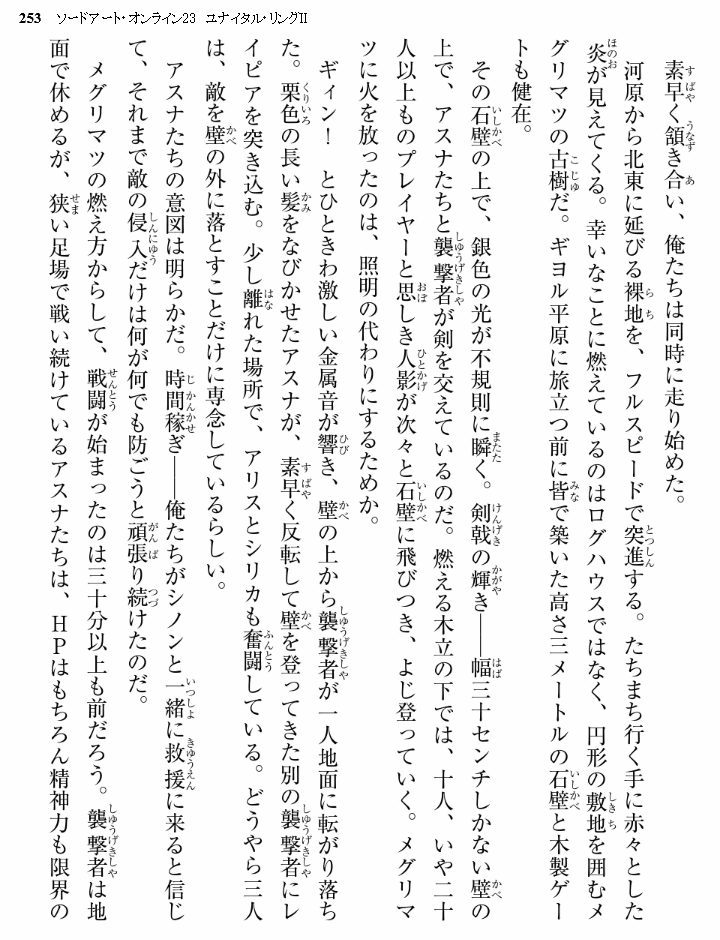 253　ソードアート・オンライン23　ユナイタル・リングⅡ
素早く頷き合い、俺たちは同時に走り始めた。
河原から北東に延びる裸地を、フルスピードで突進する。たちまち行く手に赤々とした
炎が見えてくる。幸いなことに燃えているのはログハウスではなく、円形の敷地を囲むメ
グリマツの古樹だ。ギヨル平原に旅立つ前に皆で築いた高さ三メートルの石壁と木製ゲー
トも健在。
その石壁の上で、銀色の光が不規則に瞬く。剣戟の輝き――幅三十センチしかない壁の
上で、アスナたちと襲撃者が剣を交えているのだ。燃える木立の下では、十人、いや二十
人以上ものプレイヤーと思しき人影が次々と石壁に飛びつき、よじ登っていく。メグリマ
ツに火を放ったのは、照明の代わりにするためか。
ギィン！　とひときわ激しい金属音が響き、壁の上から襲撃者が一人地面に転がり落ち
た。栗色の長い髪をなびかせたアスナが、素早く反転して壁を登ってきた別の襲撃者にレ
イピアを突き込む。少し離れた場所で、アリスとシリカも奮闘している。どうやら三人
は、敵を壁の外に落とすことだけに専念しているらしい。
アスナたちの意図は明らかだ。時間稼ぎ――俺たちがシノンと一緒に救援に来ると信じ
て、それまで敵の侵入だけは何が何でも防ごうと頑張り続けたのだ。
メグリマツの燃え方からして、戦闘が始まったのは三十分以上も前だろう。襲撃者は地
面で休めるが、狭い足場で戦い続けているアスナたちは、ＨＰはもちろん精神力も限界の